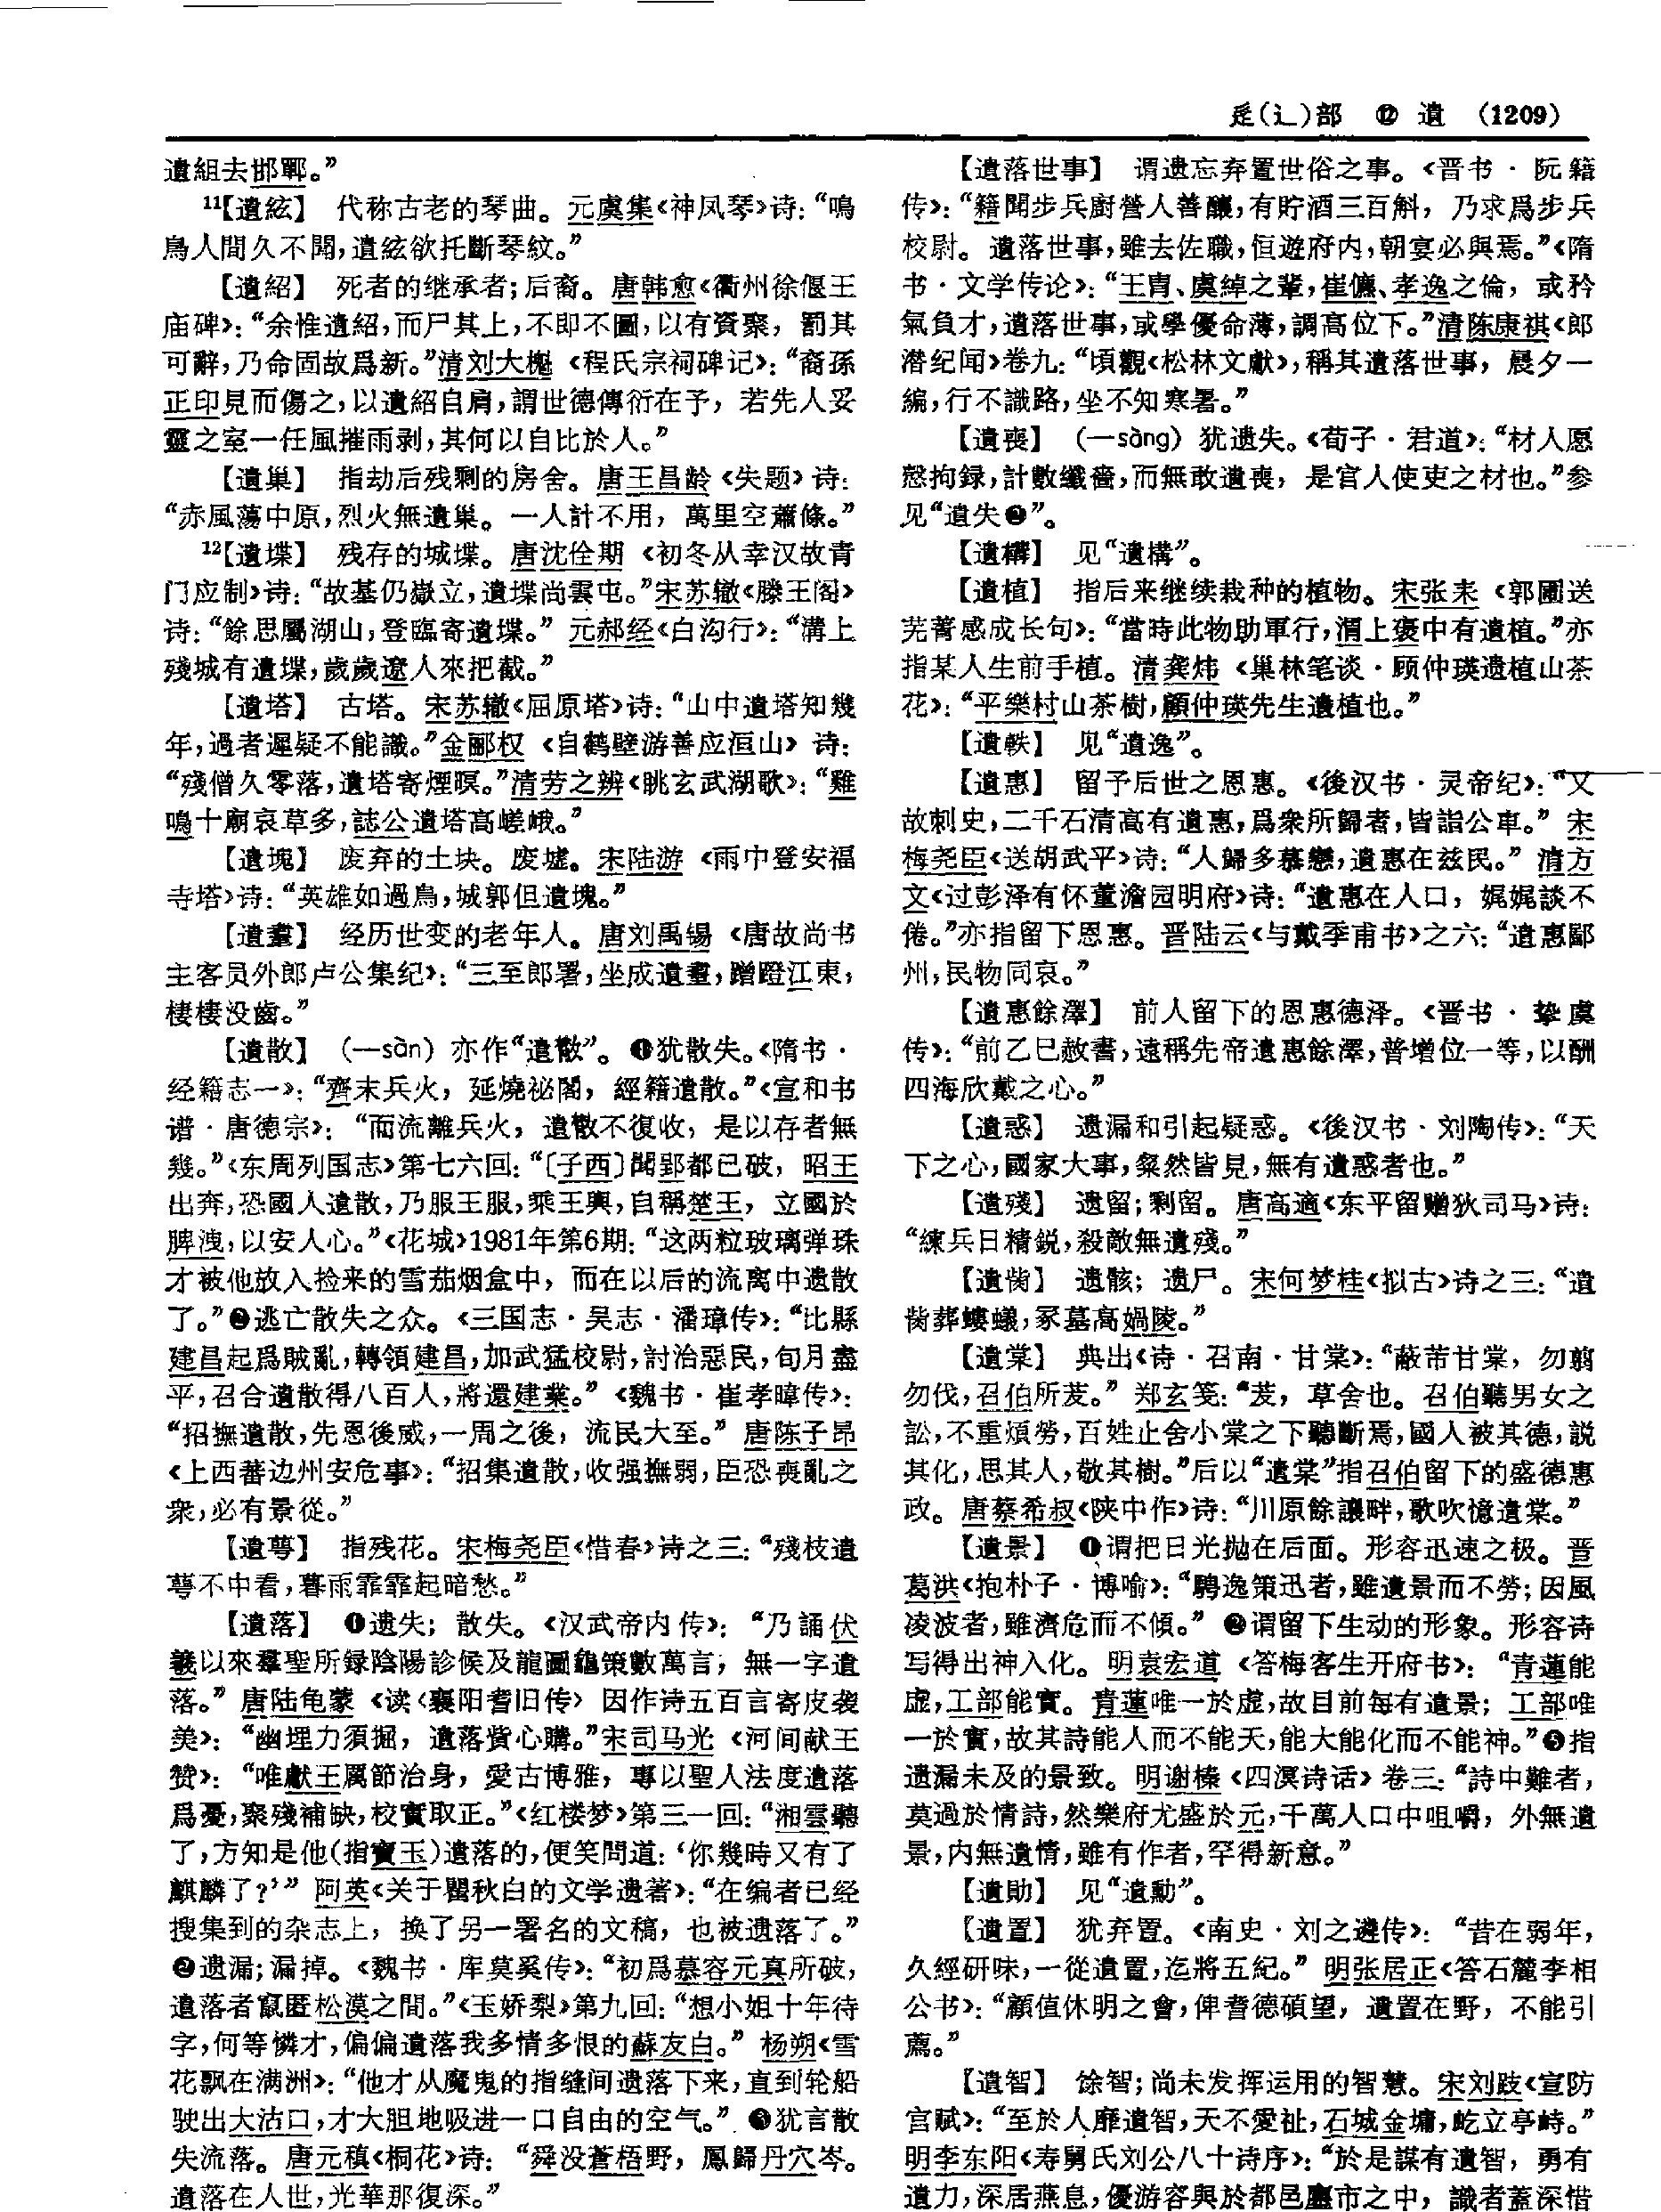 辵(辶)部 ⑫ 遺 (1209)
遺組去邯鄲。”
¹¹【遺絃】 代称古老的琴曲。元虞集《神凤琴》诗：“鳴
鳥人間久不聞，遺絃欲托斷琴紋。”
【遺紹】 死者的继承者；后裔。唐韩愈《衢州徐偃王
庙碑》：“余惟遺紹，而尸其上，不即不圖，以有資聚，罰其
可辭，乃命固故爲新。”清刘大櫆《程氏宗祠碑记》：“裔孫
正印見而傷之，以遺紹自肩，謂世德傳衍在予，若先人妥
靈之室一任風摧雨剥，其何以自比於人。”
【遺巢】 指劫后残剩的房舍。唐王昌龄《失题》诗：
“赤風蕩中原，烈火無遺巢。一人計不用，萬里空蕭條。”
¹²【遺堞】 残存的城堞。唐沈佺期《初冬从幸汉故青
门应制》诗：“故基仍嶽立，遺堞尚雲屯。”宋苏辙《滕王阁》
诗：“餘思屬湖山，登臨寄遺堞。”元郝经《白沟行》：“溝上
殘城有遺堞，歲歲遼人來把截。”
【遺塔】 古塔。宋苏辙《屈原塔》诗：“山中遺塔知幾
年，過者遲疑不能識。”金郦权《自鹤壁游善应洹山》诗：
“殘僧久零落，遺塔寄煙暝。”清劳之辨《眺玄武湖歌》：“雞
鳴十廟哀草多，誌公遺塔高嵯峨。”
【遺塊】 废弃的土块。废墟。宋陆游《雨中登安福
寺塔》诗：“英雄如過鳥，城郭但遺塊。”
【遺耋】 经历世变的老年人。唐刘禹锡《唐故尚书
主客员外郎卢公集纪》：“三至郎署，坐成遺耋，蹭蹬江東，
棲棲没齒。”
【遺散】 （—sàn）亦作“遺㪚”。❶犹散失。《隋书·
经籍志一》：“齊末兵火，延燒祕閣，經籍遺散。”《宣和书
谱·唐德宗》：“而流離兵火，遺㪚不復收，是以存者無
幾。”《东周列国志》第七六回：“〔子西〕聞郢都已破，昭王
出奔，恐國人遺散，乃服王服，乘王輿，自稱楚王，立國於
脾洩，以安人心。”《花城》1981年第6期：“这两粒玻璃弹珠
才被他放入捡来的雪茄烟盒中，而在以后的流离中遗散
了。”❷逃亡散失之众。《三国志·吴志·潘璋传》：“比縣
建昌起爲賊亂，轉領建昌，加武猛校尉，討治惡民，旬月盡
平，召合遺散得八百人，將還建業。”《魏书·崔孝暐传》：
“招撫遺散，先恩後威，一周之後，流民大至。”唐陈子昂
《上西蕃边州安危事》：“招集遺散，收强撫弱，臣恐喪亂之
衆，必有景從。”
【遺萼】 指残花。宋梅尧臣《惜春》诗之三：“殘枝遺
萼不中看，暮雨霏霏起暗愁。”
【遺落】 ❶遗失；散失。《汉武帝内传》：“乃誦伏
羲以來羣聖所録陰陽診候及龍圖龜策數萬言，無一字遺
落。”唐陆龟蒙《读〈襄阳耆旧传〉因作诗五百言寄皮袭
美》：“幽埋力須掘，遺落貲心購。”宋司马光《河间献王
赞》：“唯獻王厲節治身，愛古博雅，專以聖人法度遺落
爲憂，聚殘補缺，校實取正。”《红楼梦》第三一回：“湘雲聽
了，方知是他（指寶玉）遺落的，便笑問道：‘你幾時又有了
麒麟了？’”阿英《关于瞿秋白的文学遗著》：“在编者已经
搜集到的杂志上，换了另一署名的文稿，也被遗落了。”
❷遗漏；漏掉。《魏书·库莫奚传》：“初爲慕容元真所破，
遺落者竄匿松漠之間。”《玉娇梨》第九回：“想小姐十年待
字，何等憐才，偏偏遺落我多情多恨的蘇友白。”杨朔《雪
花飘在满洲》：“他才从魔鬼的指缝间遗落下来，直到轮船
驶出大沽口，才大胆地吸进一口自由的空气。”❸犹言散
失流落。唐元稹《桐花》诗：“舜没蒼梧野，鳳歸丹穴岑。
遺落在人世，光華那復深。”
【遺落世事】 谓遗忘弃置世俗之事。《晋书·阮籍
传》：“籍聞步兵廚營人善釀，有貯酒三百斛，乃求爲步兵
校尉。遺落世事，雖去佐職，恒遊府内，朝宴必與焉。”《隋
书·文学传论》：“王胄、虞綽之輩，崔儦、孝逸之倫，或矜
氣負才，遺落世事，或學優命薄，調高位下。”清陈康祺《郎
潜纪闻》卷九：“頃觀《松林文獻》，稱其遺落世事，晨夕一
編，行不識路，坐不知寒暑。”
【遺喪】 （—sàng）犹遗失。《荀子·君道》：“材人愿
愨拘録，計數纖嗇，而無敢遺喪，是官人使吏之材也。”参
见“遺失❷”。
【遺槸】 见“遺構”。
【遺植】 指后来继续栽种的植物。宋张耒《郭圃送
芜菁感成长句》：“當時此物助軍行，渭上褒中有遺植。”亦
指某人生前手植。清龚炜《巢林笔谈·顾仲瑛遗植山茶
花》：“平樂村山茶樹，顧仲瑛先生遺植也。”
【遺軼】 见“遺逸”。
【遺惠】 留予后世之恩惠。《後汉书·灵帝纪》：“又
故刺史，二千石清高有遺惠，爲衆所歸者，皆詣公車。”宋
梅尧臣《送胡武平》诗：“人歸多慕戀，遺惠在兹民。”清方
文《过彭泽有怀董澹园明府》诗：“遺惠在人口，娓娓談不
倦。”亦指留下恩惠。晋陆云《与戴季甫书》之六：“遺惠鄙
州，民物同哀。”
【遺惠餘澤】 前人留下的恩惠德泽。《晋书·挚虞
传》：“前乙巳赦書，遠稱先帝遺惠餘澤，普增位一等，以酬
四海欣戴之心。”
【遺惑】 遗漏和引起疑惑。《後汉书·刘陶传》：“天
下之心，國家大事，粲然皆見，無有遺惑者也。”
【遺殘】 遗留；剩留。唐高適《东平留赠狄司马》诗：
“練兵日精鋭，殺敵無遺殘。”
【遺胔】 遗骸；遗尸。宋何梦桂《拟古》诗之三：“遺
胔葬螻蟻，冢墓高媧陵。”
【遺棠】 典出《诗·召南·甘棠》：“蔽芾甘棠，勿翦
勿伐，召伯所茇。”郑玄笺：“茇，草舍也。召伯聽男女之
訟，不重煩勞，百姓止舍小棠之下聽斷焉，國人被其德，説
其化，思其人，敬其樹。”后以“遺棠”指召伯留下的盛德惠
政。唐蔡希叔《陕中作》诗：“川原餘讓畔，歌吹憶遺棠。”
【遺景】 ❶谓把日光抛在后面。形容迅速之极。晋
葛洪《抱朴子·博喻》：“騁逸策迅者，雖遺景而不勞；因風
凌波者，雖濟危而不傾。”❷谓留下生动的形象。形容诗
写得出神入化。明袁宏道《答梅客生开府书》：“青蓮能
虚，工部能實。青蓮唯一於虚，故目前每有遺景；工部唯
一於實，故其詩能人而不能天，能大能化而不能神。”❸指
遗漏未及的景致。明谢榛《四溟诗话》卷三：“詩中難者，
莫過於情詩，然樂府尤盛於元，千萬人口中咀嚼，外無遺
景，内無遺情，雖有作者，罕得新意。”
【遺勛】 见“遺勳”。
【遺置】 犹弃置。《南史·刘之遴传》：“昔在弱年，
久經研味，一從遺置，迄將五紀。”明张居正《答石麓李相
公书》：“顧值休明之會，俾耆德碩望，遺置在野，不能引
薦。”
【遺智】 馀智；尚未发挥运用的智慧。宋刘跂《宣防
宫赋》：“至於人靡遺智，天不愛祉，石城金墉，屹立亭峙。”
明李东阳《寿舅氏刘公八十诗序》：“於是謀有遺智，勇有
遺力，深居燕息，優游容與於都邑廛市之中，識者蓋深惜